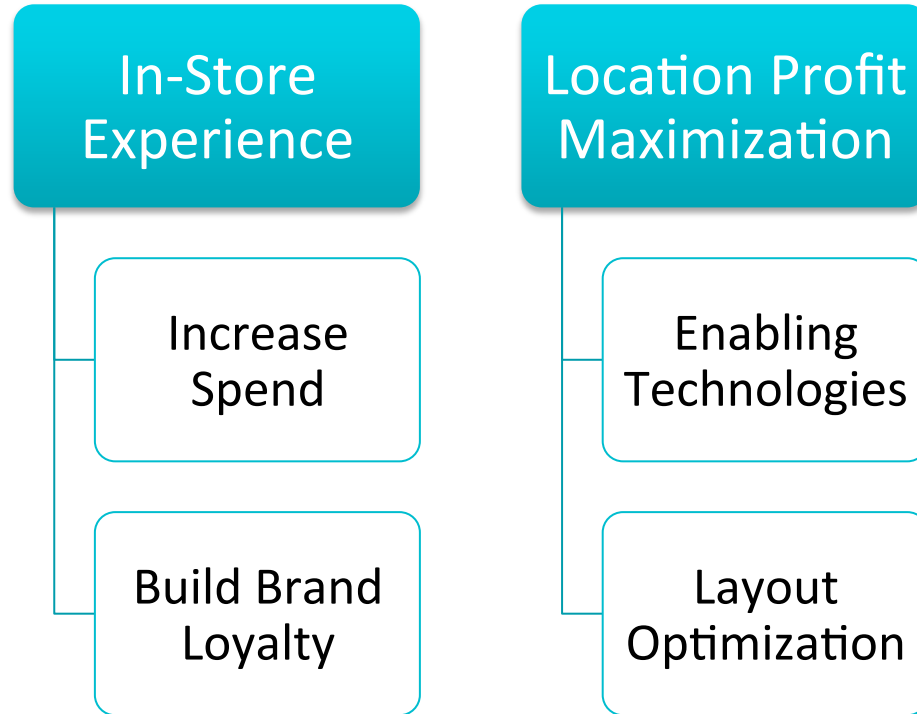 In-Store
Experience
Increase
Spend
Build Brand
Loyalty
Location Profit
Maximization
Enabling
Technologies
Layout
Optimization